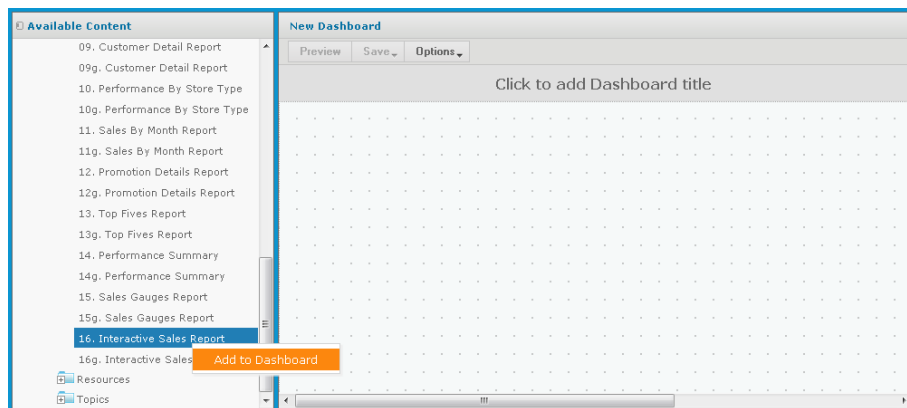 Available Content
09. Customer Detail Report
09g. Customer Detail Report
10. Performance By Store Type
10g. Performance By Store Type
11. Sales By Month Report
11g. Sales By Month Report
12. Promotion Details Report
12g. Promotion Details Report
13. Top Fives Report
13g. Top Fives Report
14. Performance Summary
14g. Performance Summary
15. Sales Gauges Report
15g. Sales Gauges Report
16. Interactive Sales Report
16g. Interactive Sales
Add to Dashboard
Resources
Topics
New Dashboard
Preview Save Options
Click to add Dashboard title